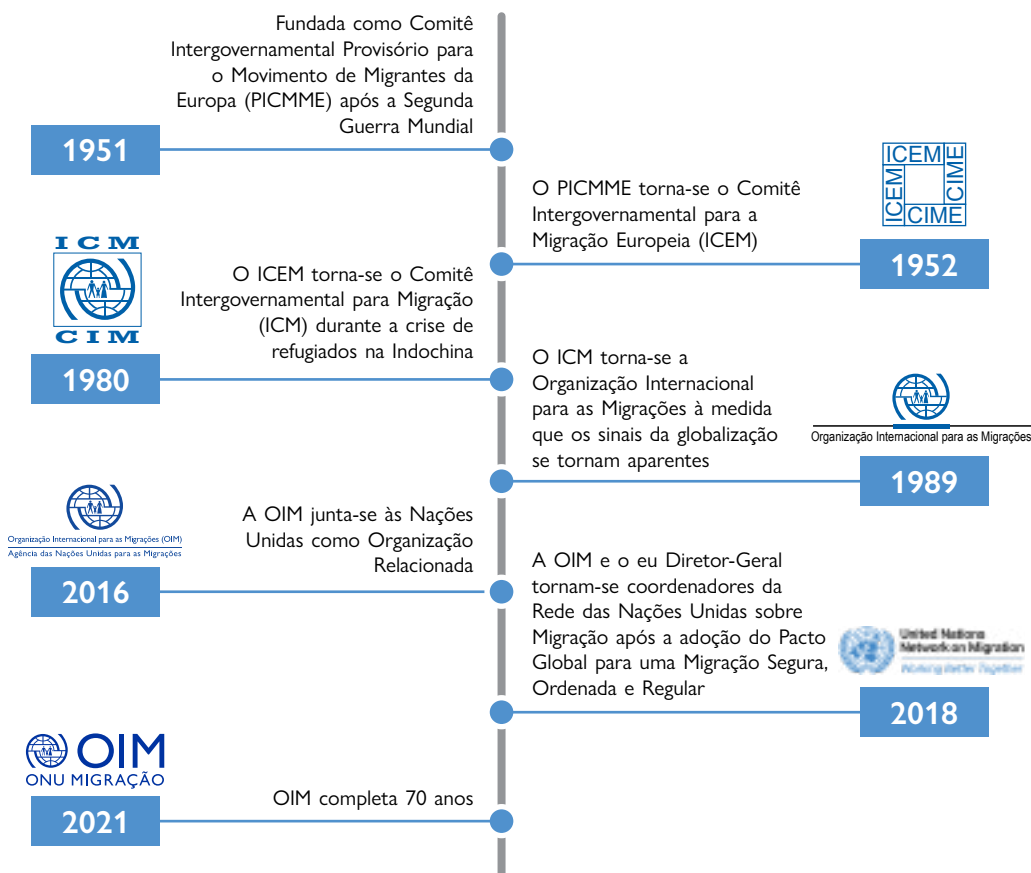 Fundada como Comitê
Intergovernamental Provisório para
o Movimento de Migrantes da
Europa (PICMME) após a Segunda
Guerra Mundial
1951
O PICMME torna-se o Comitê
Intergovernamental para a
Migração Europeia (ICEM)
ICEM
CIME
ICEM
CIME
1952
ICM
CIM
O ICEM torna-se o Comitê
Intergovernamental para Migração
(ICM) durante a crise de
refugiados na Indochina
1980
O ICM torna-se a
Organização Internacional
para as Migrações à medida
que os sinais da globalização
se tornam aparentes
Organização Internacional para as Migrações
1989
Organização Internacional para as Migrações (OIM)
Agência das Nações Unidas para as Migrações
A OIM junta-se às Nações
Unidas como Organização
Relacionada
2016
A OIM e o eu Diretor-Geral
tornam-se coordenadores da
Rede das Nações Unidas sobre
Migração após a adoção do Pacto
Global para uma Migração Segura,
Ordenada e Regular
United Nations
Network on Migration
Working Better Together
2018
OIM
ONU MIGRAÇÃO
OIM completa 70 anos
2021